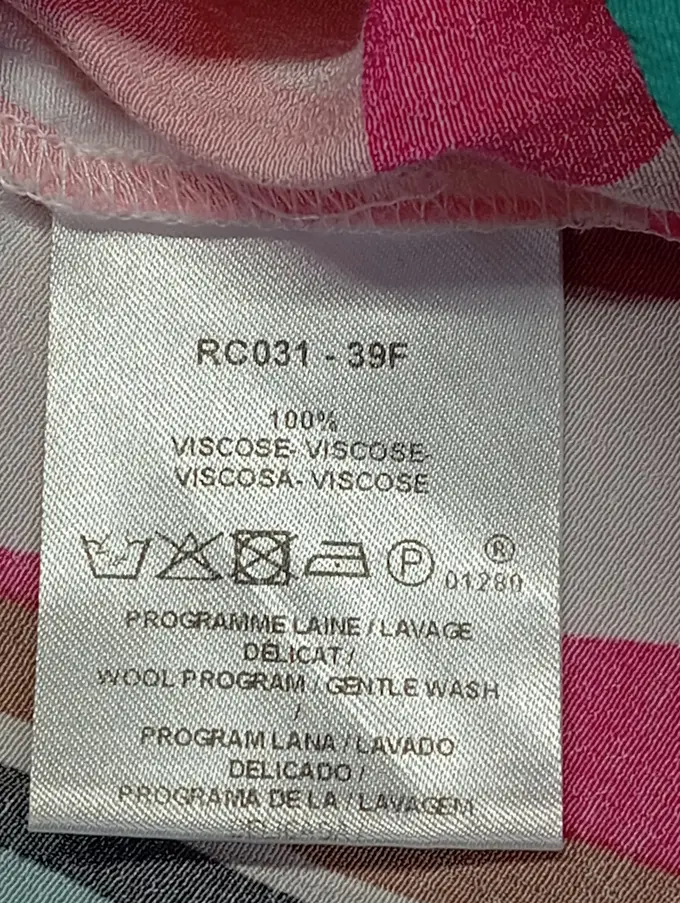 RC031 - 39F
100%
VISCOSE- VISCOSE-
VISCOSA- VISCOSE
P
®
01280
PROGRAMME LAINE / LAVAGE
DELICAT /
WOOL PROGRAM / GENTLE WASH
/
PROGRAM LANA / LAVADO
DELICADO /
PROGRAMA DE LA / LAVAGEM